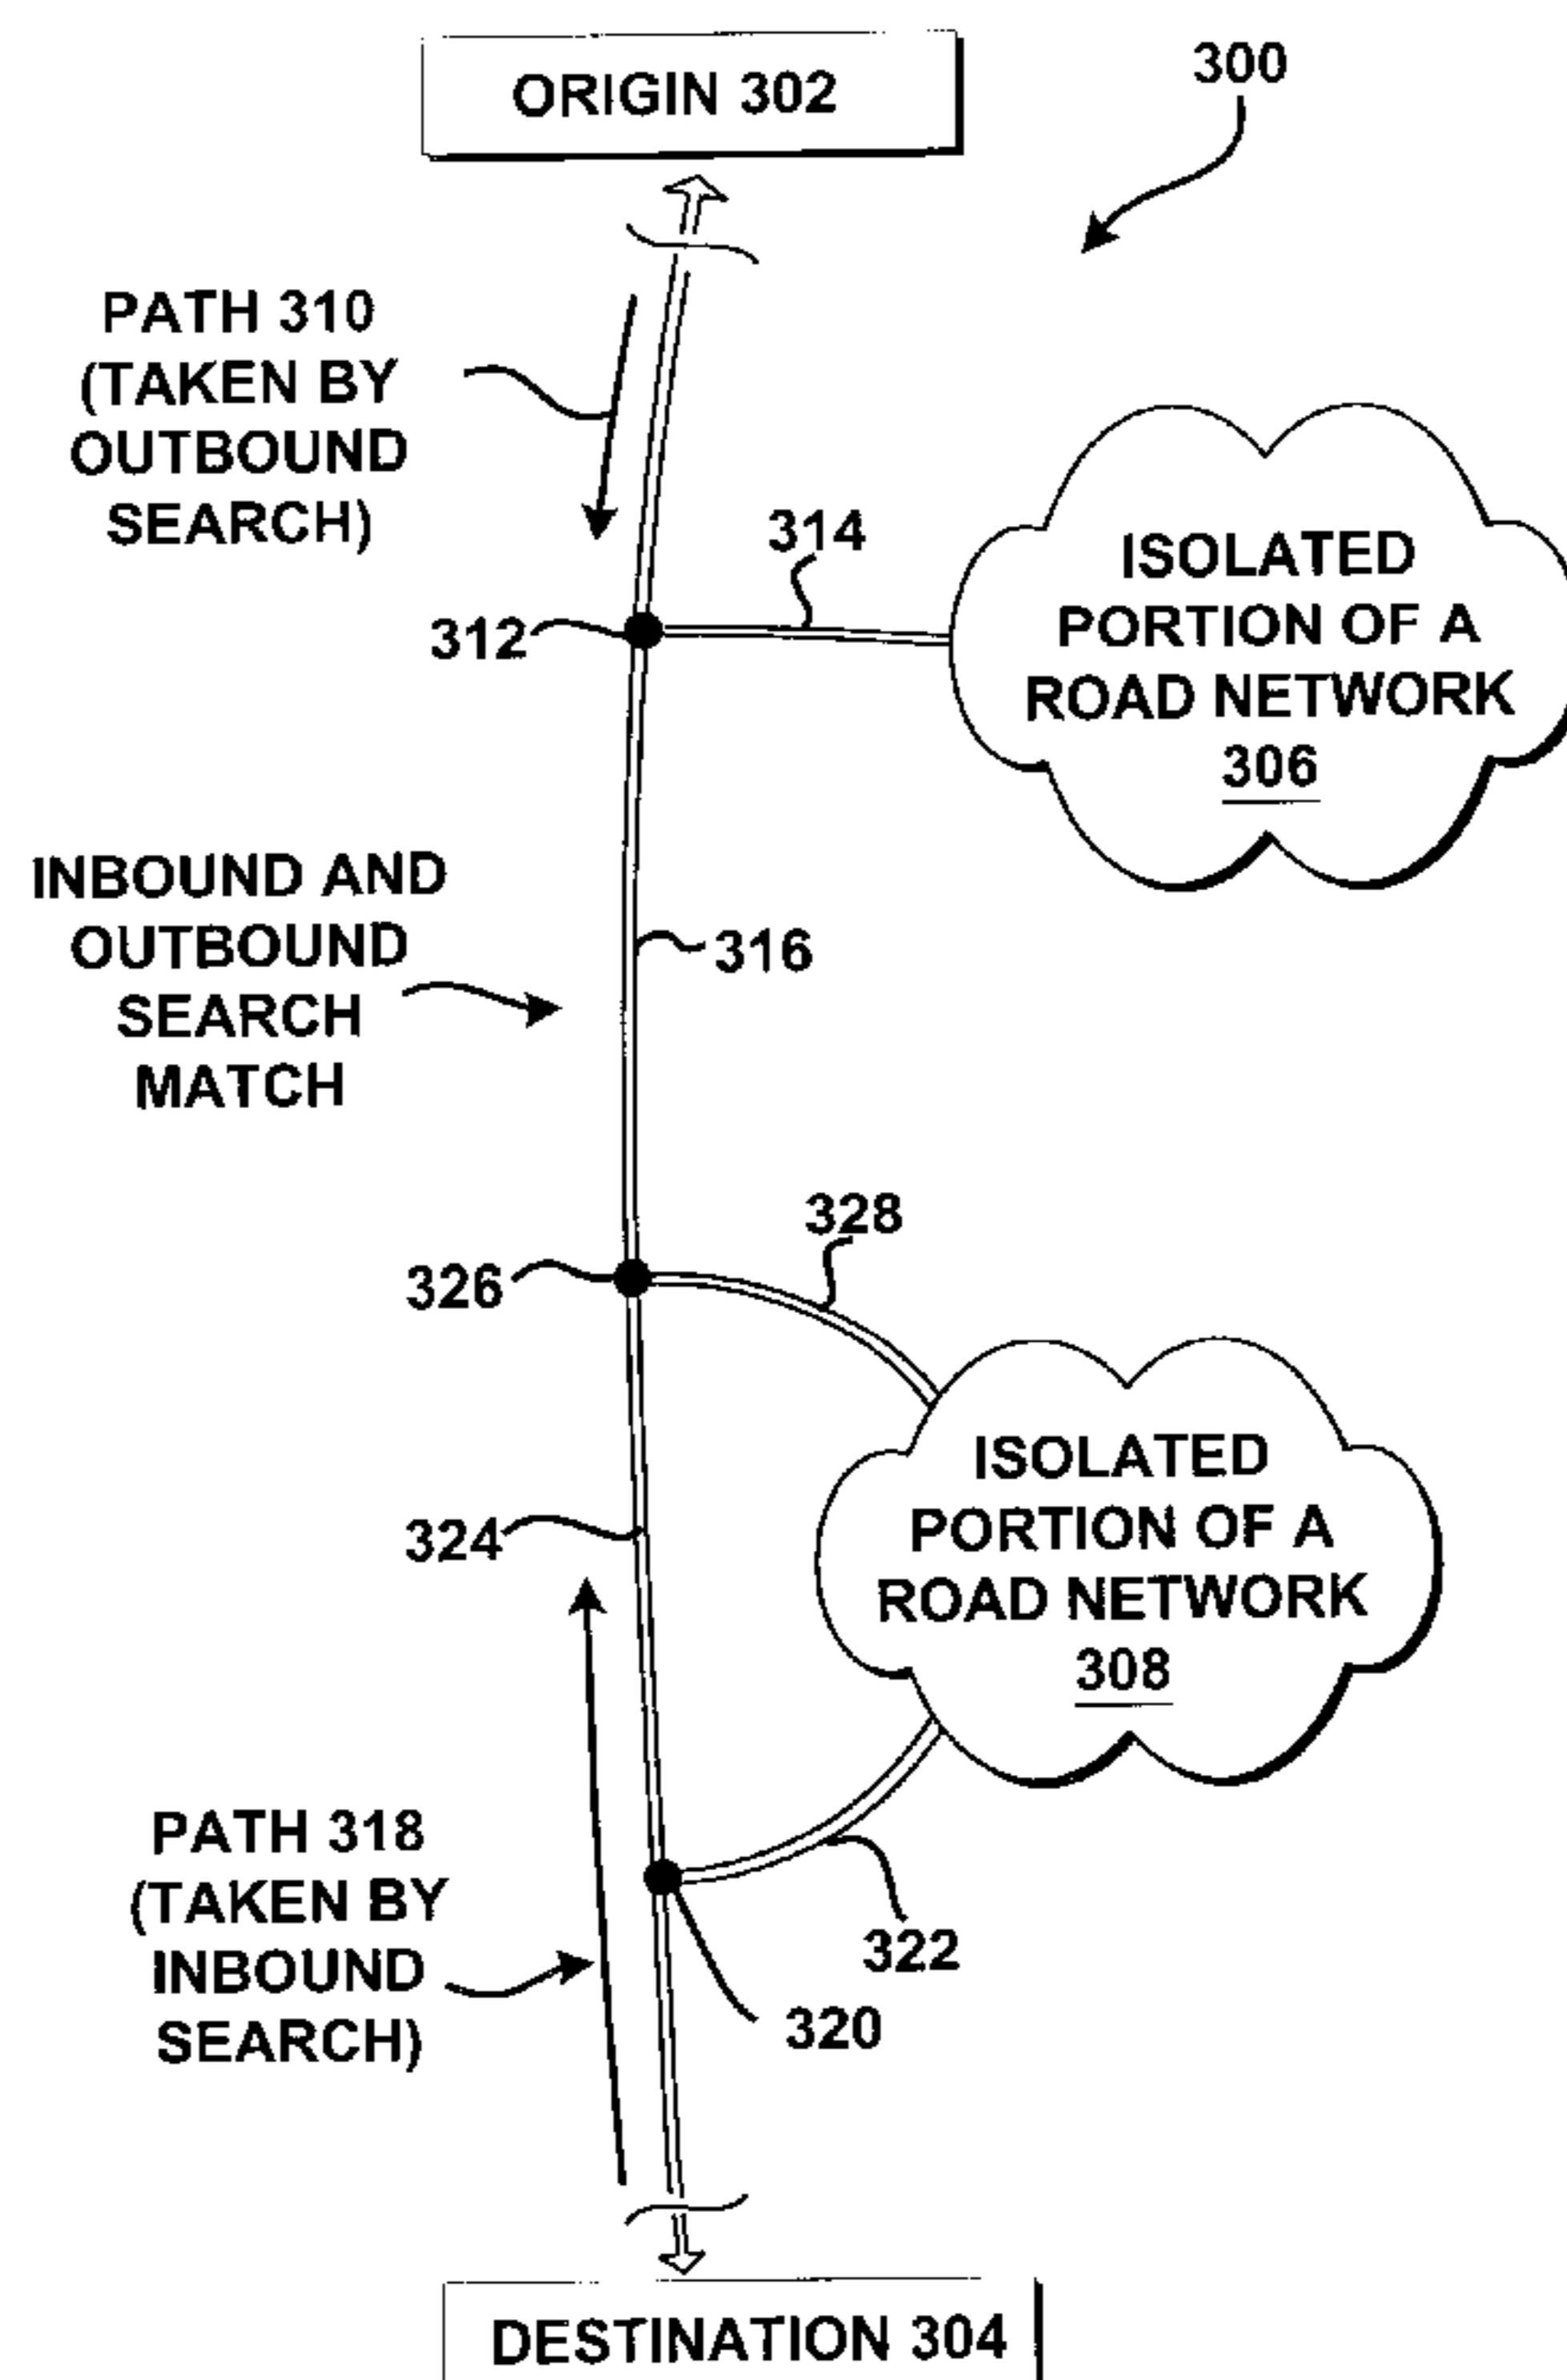 ORIGIN 302
300
PATH 310
(TAKEN BY
OUTBOUND
SEARCH)
314
312
ISOLATED
PORTION OF A
ROAD NETWORK
306
INBOUND AND
OUTBOUND
SEARCH
MATCH
316
328
326
ISOLATED
PORTION OF A
ROAD NETWORK
308
324
PATH 318
(TAKEN BY
INBOUND
SEARCH)
322
320
DESTINATION 304